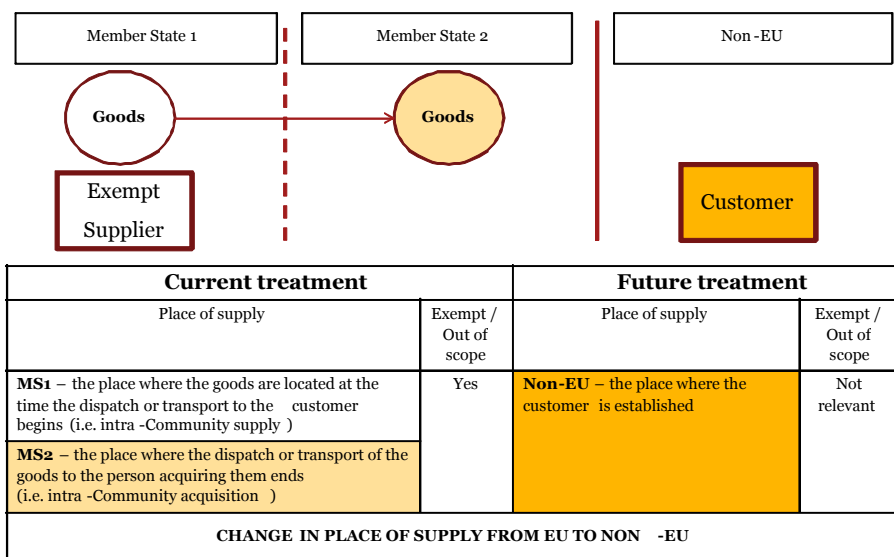 Member State 1
Member State 2
Non -EU
Goods
Goods
Exempt
Supplier
Customer
Current treatment
Future treatment
Place of supply
Exempt /
Out of
scope
Place of supply
Exempt /
Out of
scope
MS1 – the place where the goods are located at the
time the dispatch or transport to the customer
begins (i.e. intra -Community supply )
Yes
Non-EU – the place where the
customer is established
Not
relevant
MS2 – the place where the dispatch or transport of the
goods to the person acquiring them ends
(i.e. intra -Community acquisition )
CHANGE IN PLACE OF SUPPLY FROM EU TO NON -EU